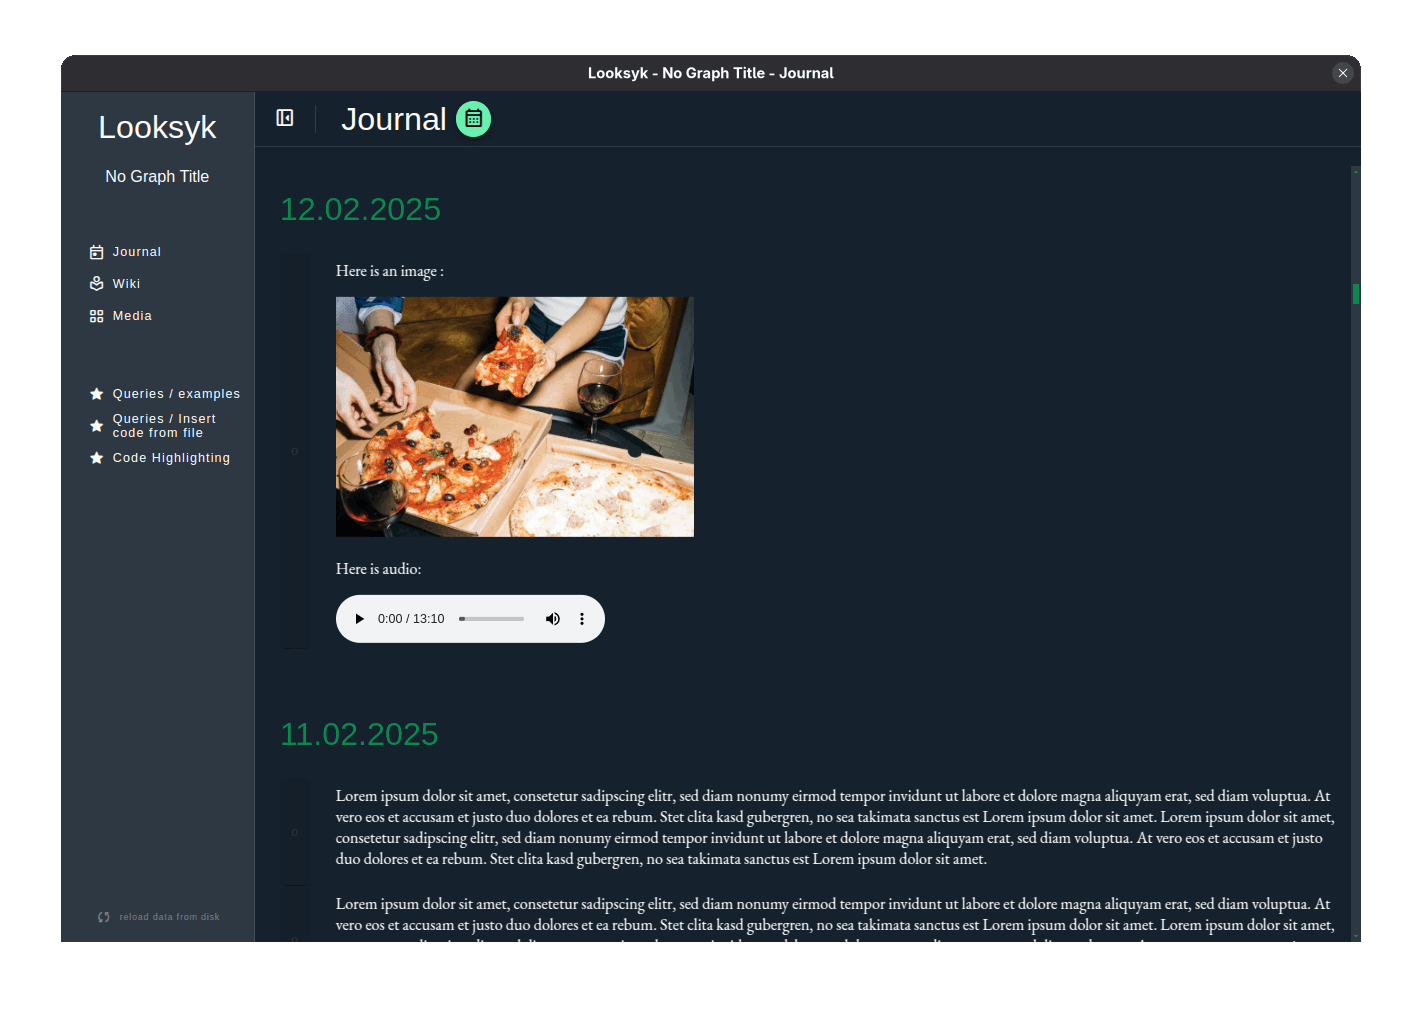 Looksyk - No Graph Title - Journal
Looksyk
No Graph Title
Journal
Wiki
Media
Queries / examples
Queries / Insert
code from file
Code Highlighting
reload data from disk
Journal
12.02.2025
Here is an image :
Here is audio:
0:00 / 13:10
11.02.2025
Lorem ipsum dolor sit amet, consetetur sadipscing elitr, sed diam nonumy eirmod tempor invidunt ut labore et dolore magna aliquyam erat, sed diam voluptua. At
vero eos et accusam et justo duo dolores et ea rebum. Stet clita kasd gubergren, no sea takimata sanctus est Lorem ipsum dolor sit amet. Lorem ipsum dolor sit amet,
consetetur sadipscing elitr, sed diam nonumy eirmod tempor invidunt ut labore et dolore magna aliquyam erat, sed diam voluptua. At vero eos et accusam et justo
duo dolores et ea rebum. Stet clita kasd gubergren, no sea takimata sanctus est Lorem ipsum dolor sit amet.
Lorem ipsum dolor sit amet, consetetur sadipscing elitr, sed diam nonumy eirmod tempor invidunt ut labore et dolore magna aliquyam erat, sed diam voluptua. At
vero eos et accusam et justo duo dolores et ea rebum. Stet clita kasd gubergren, no sea takimata sanctus est Lorem ipsum dolor sit amet. Lorem ipsum dolor sit amet,